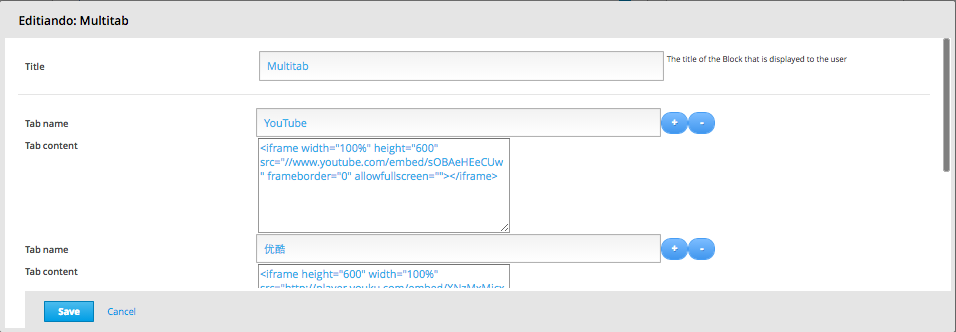 Editiando: Multitab
Title
Multitab
The title of the Block that is displayed to the user
Tab name
YouTube
+ -
Tab content
<iframe width="100%" height="600"
src="//www.youtube.com/embed/sOBAeHEeCUw
" frameborder="0" allowfullscreen=""></iframe>
Tab name
优酷
+ -
Tab content
<iframe height="600" width="100%"
Save
Cancel